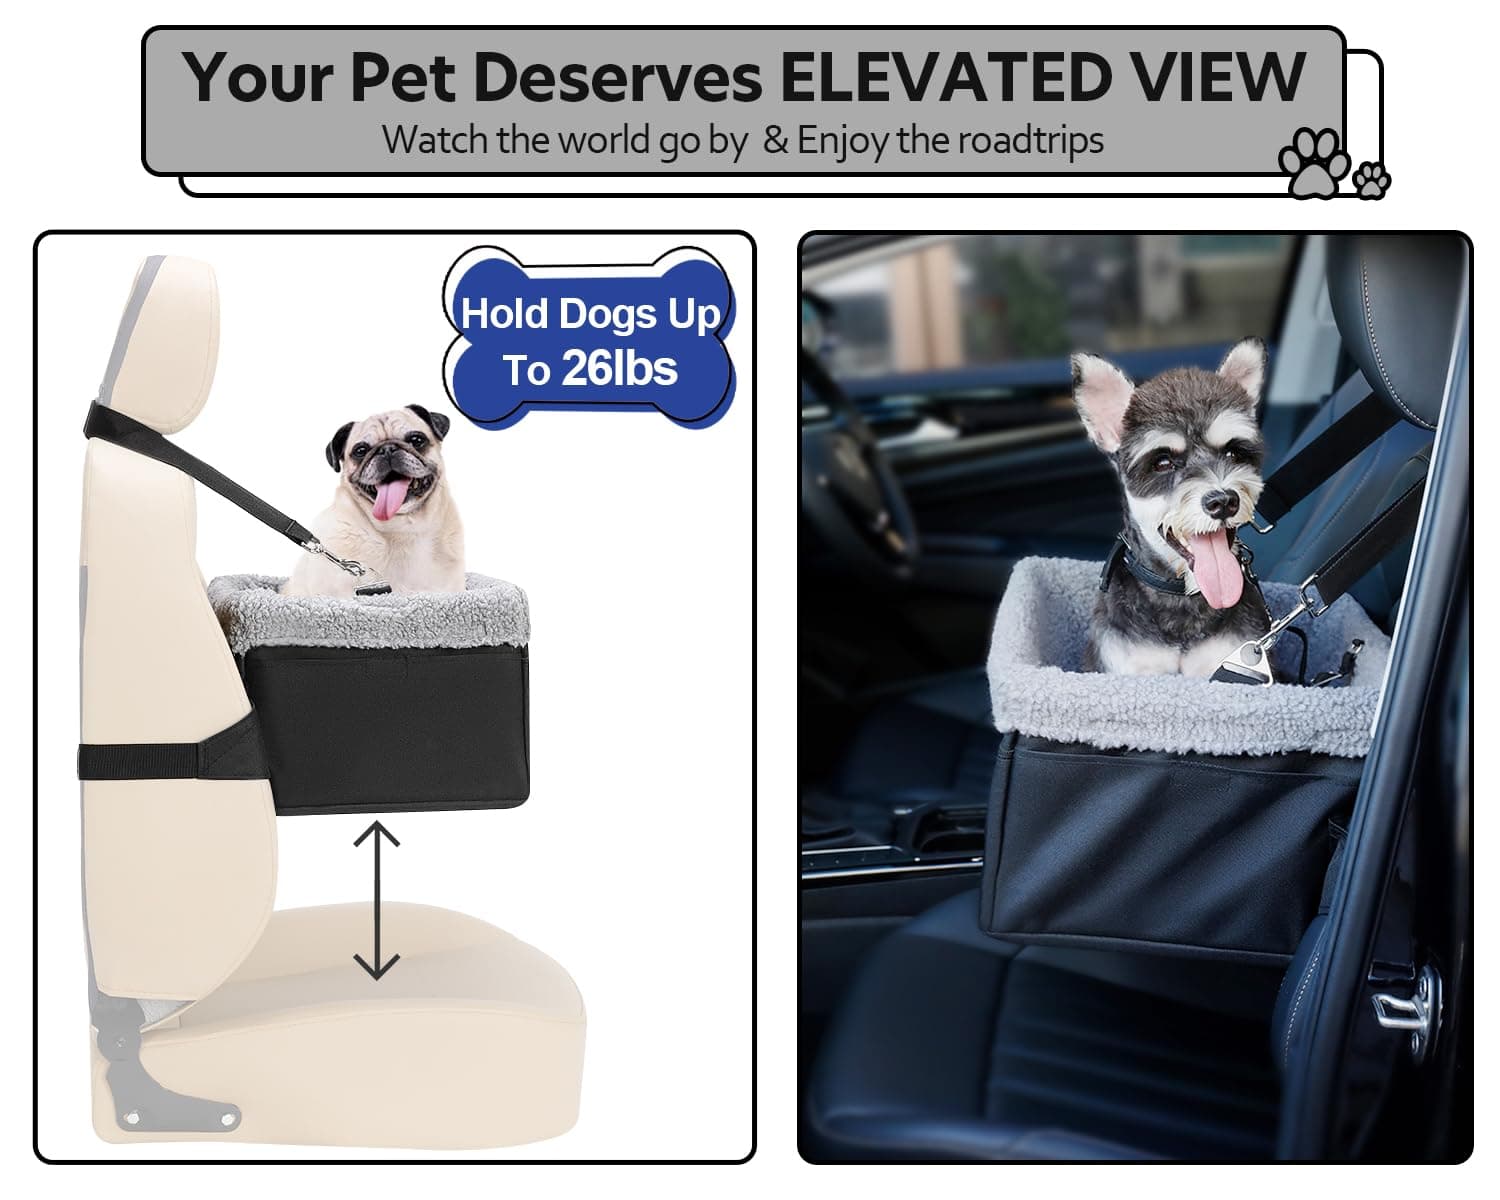 Your Pet Deserves ELEVATED VIEW
Watch the world go by & Enjoy the roadtrips
Hold Dogs Up
To 26lbs